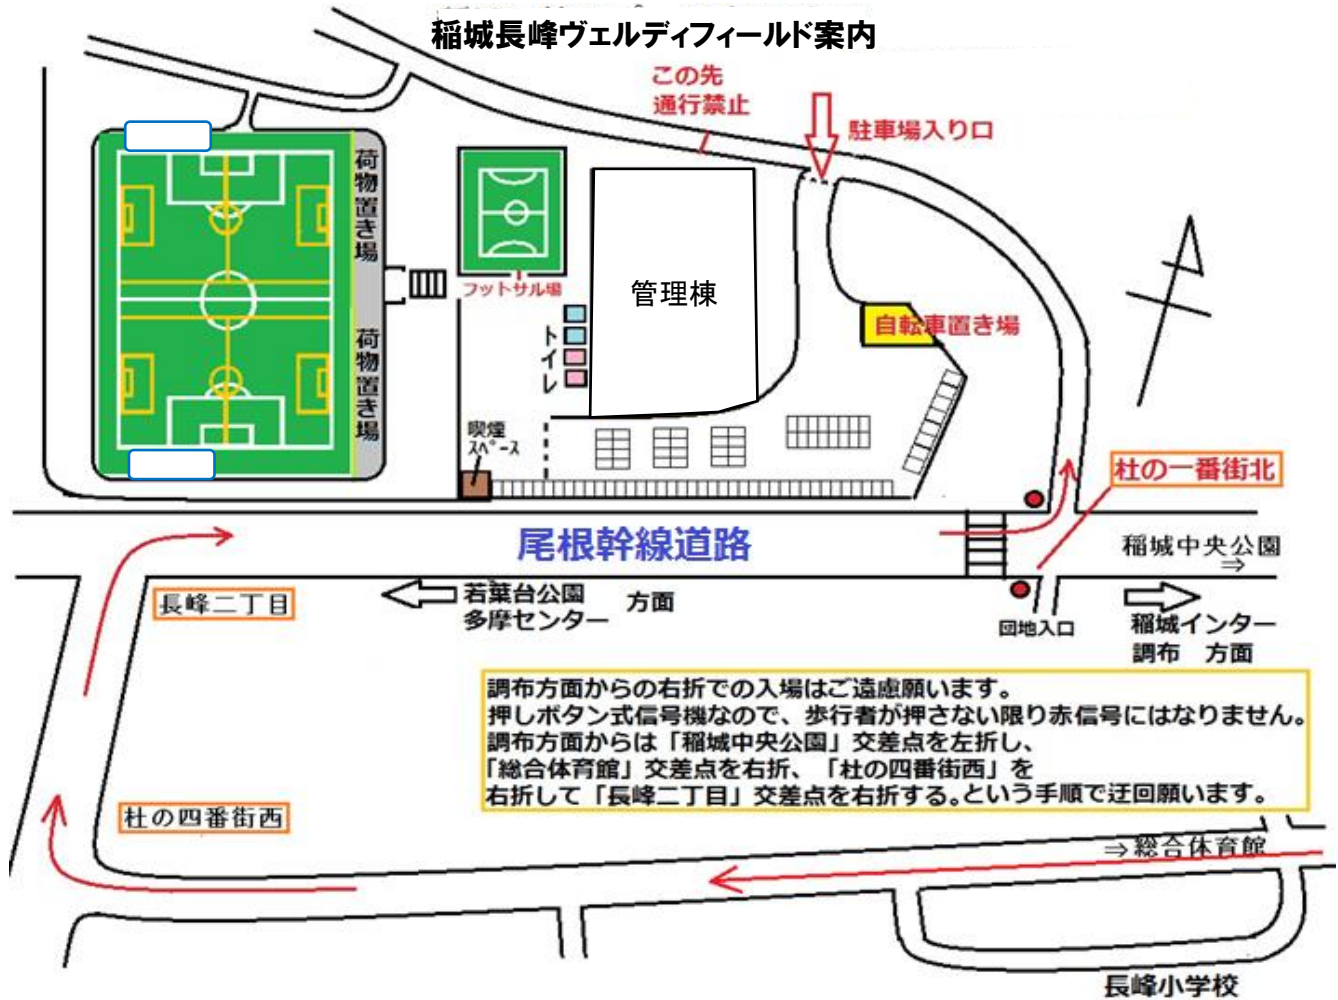 稲城長峰ヴェルディフィールド案内
この先
通行禁止
駐車場入り口
荷物置き場
荷物置き場
フットサル場
管理棟
トイレ
自転車置き場
喫煙
スペース
杜の一番街北
尾根幹線道路
稲城中央公園
⇒
長峰二丁目
若葉台公園
多摩センター
方面
団地入口
稲城インター
調布 方面
調布方面からの右折での入場はご遠慮願います。
押しボタン式信号機なので、歩行者が押さない限り赤信号にはなりません。
調布方面からは「稲城中央公園」交差点を左折し、
「総合体育館」交差点を右折、「杜の四番街西」を
右折して「長峰二丁目」交差点を右折する。という手順で迂回願います。
杜の四番街西
⇒総合体育館
長峰小学校